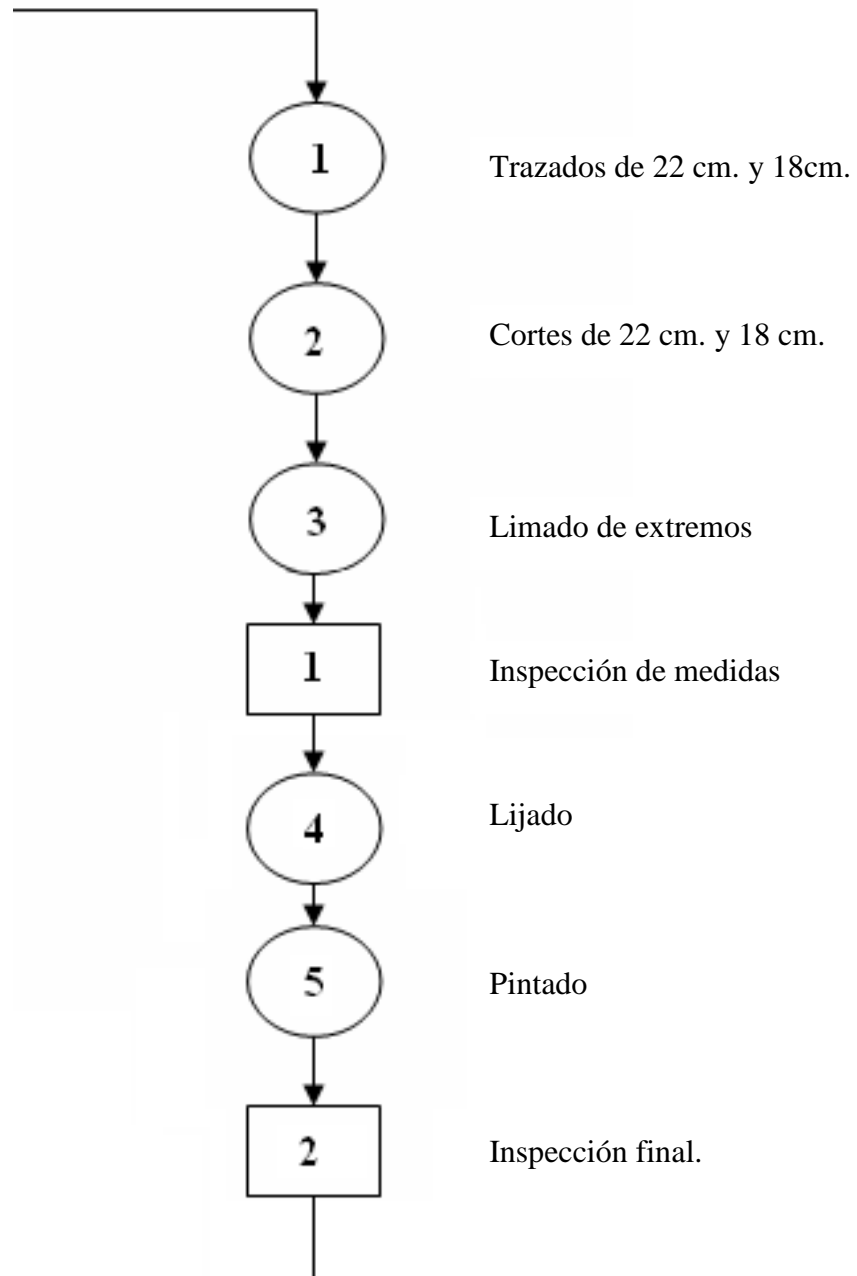 1 Trazados de 22 cm. y 18cm.
2 Cortes de 22 cm. y 18 cm.
3 Limado de extremos
1 Inspección de medidas
4 Lijado
5 Pintado
2 Inspección final.